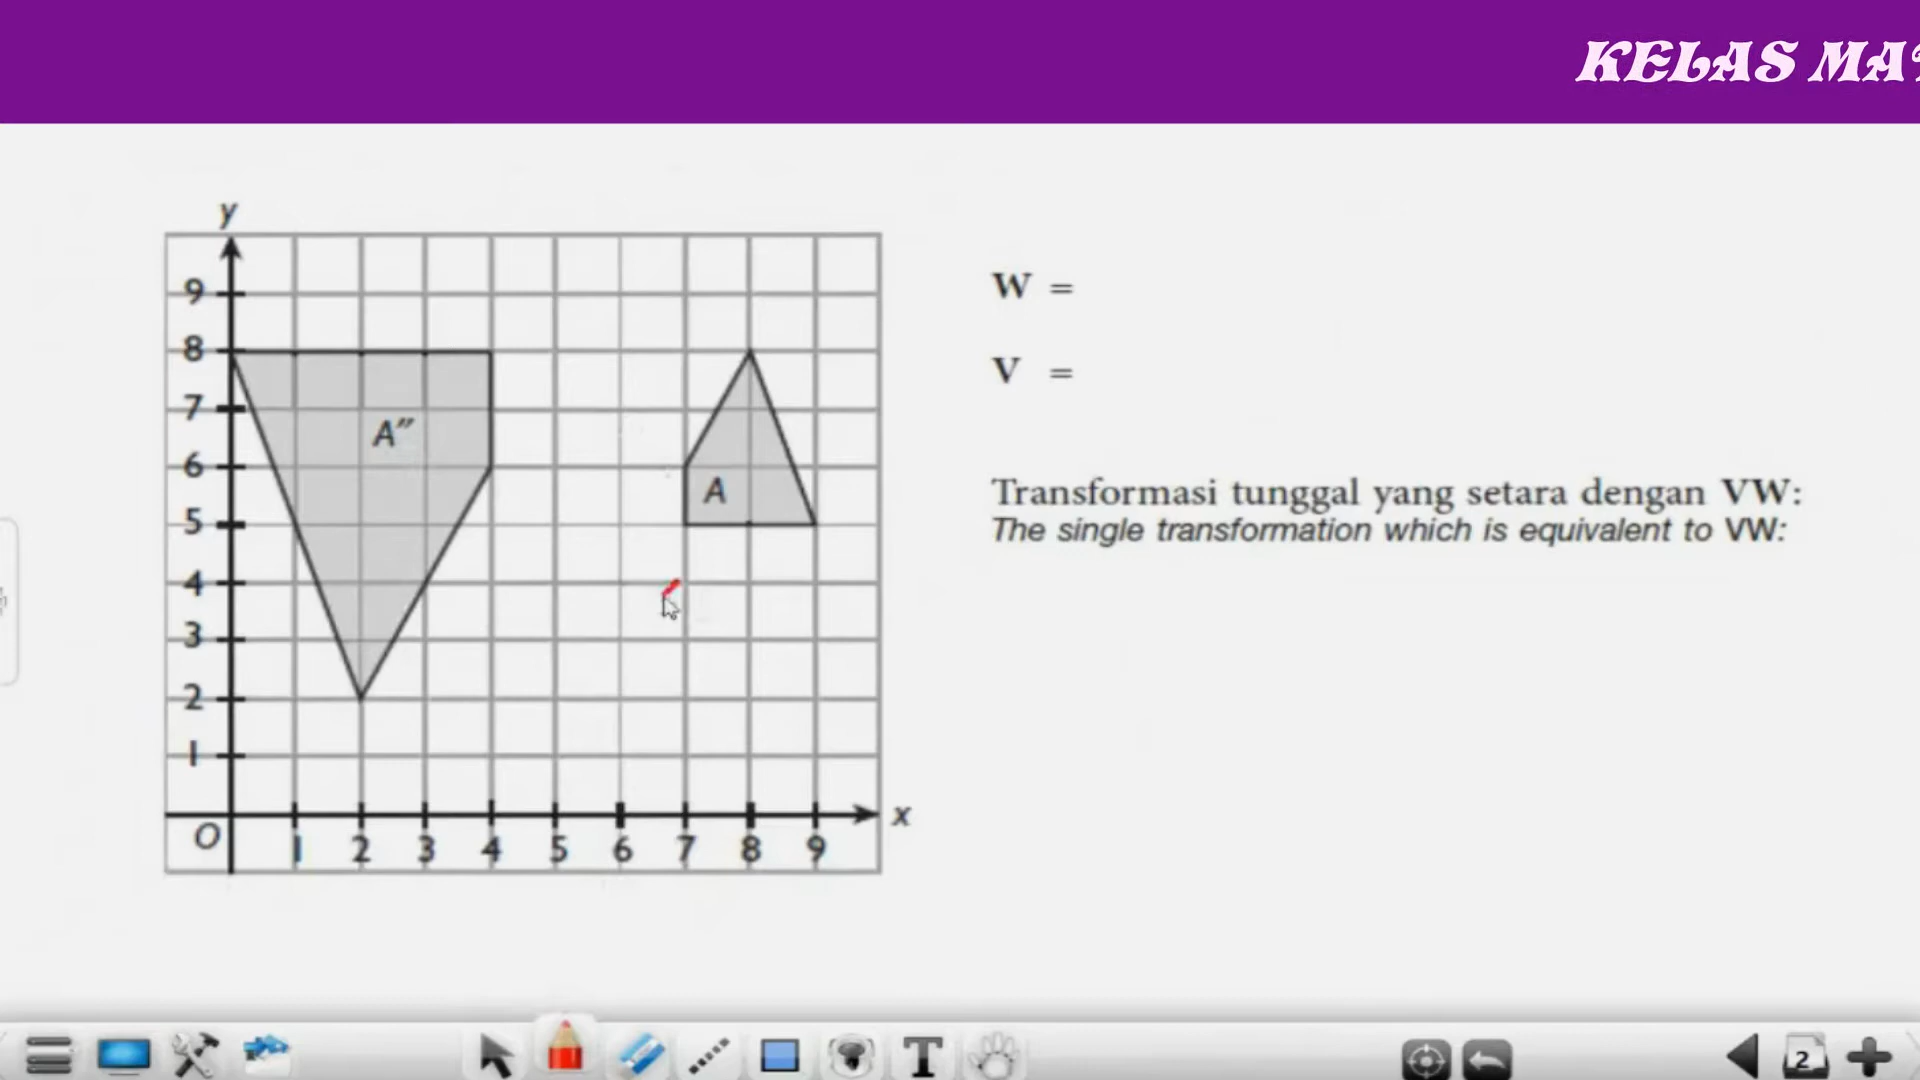 KELAS MA
y
9
8
7
6
5
4
3
2
1
A″
A
O
1 2 3 4 5 6 7 8 9
x
W =
V =
Transformasi tunggal yang setara dengan VW:
The single transformation which is equivalent to VW:
T
2